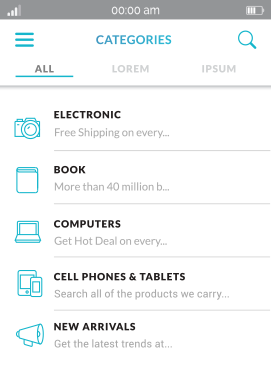 00:00 am
CATEGORIES
ALL LOREM IPSUM
ELECTRONIC
Free Shipping on every...
BOOK
More than 40 million b...
COMPUTERS
Get Hot Deal on every...
CELL PHONES & TABLETS
Search all of the products we carry...
NEW ARRIVALS
Get the latest trends at...